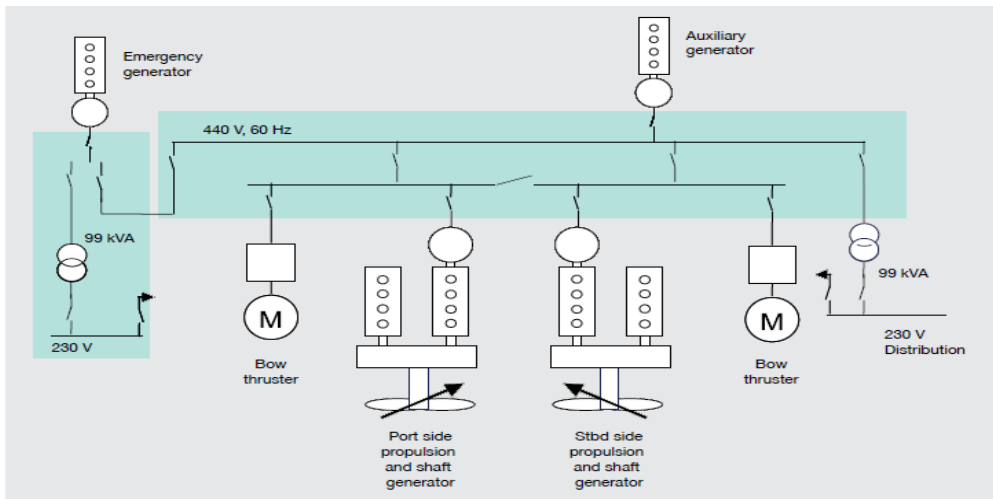 Emergency
generator
Auxiliary
generator
440 V, 60 Hz
99 kVA
230 V
M
Bow
thruster
Port side
propulsion
and shaft
generator
Stbd side
propulsion
and shaft
generator
M
Bow
thruster
99 kVA
230 V
Distribution